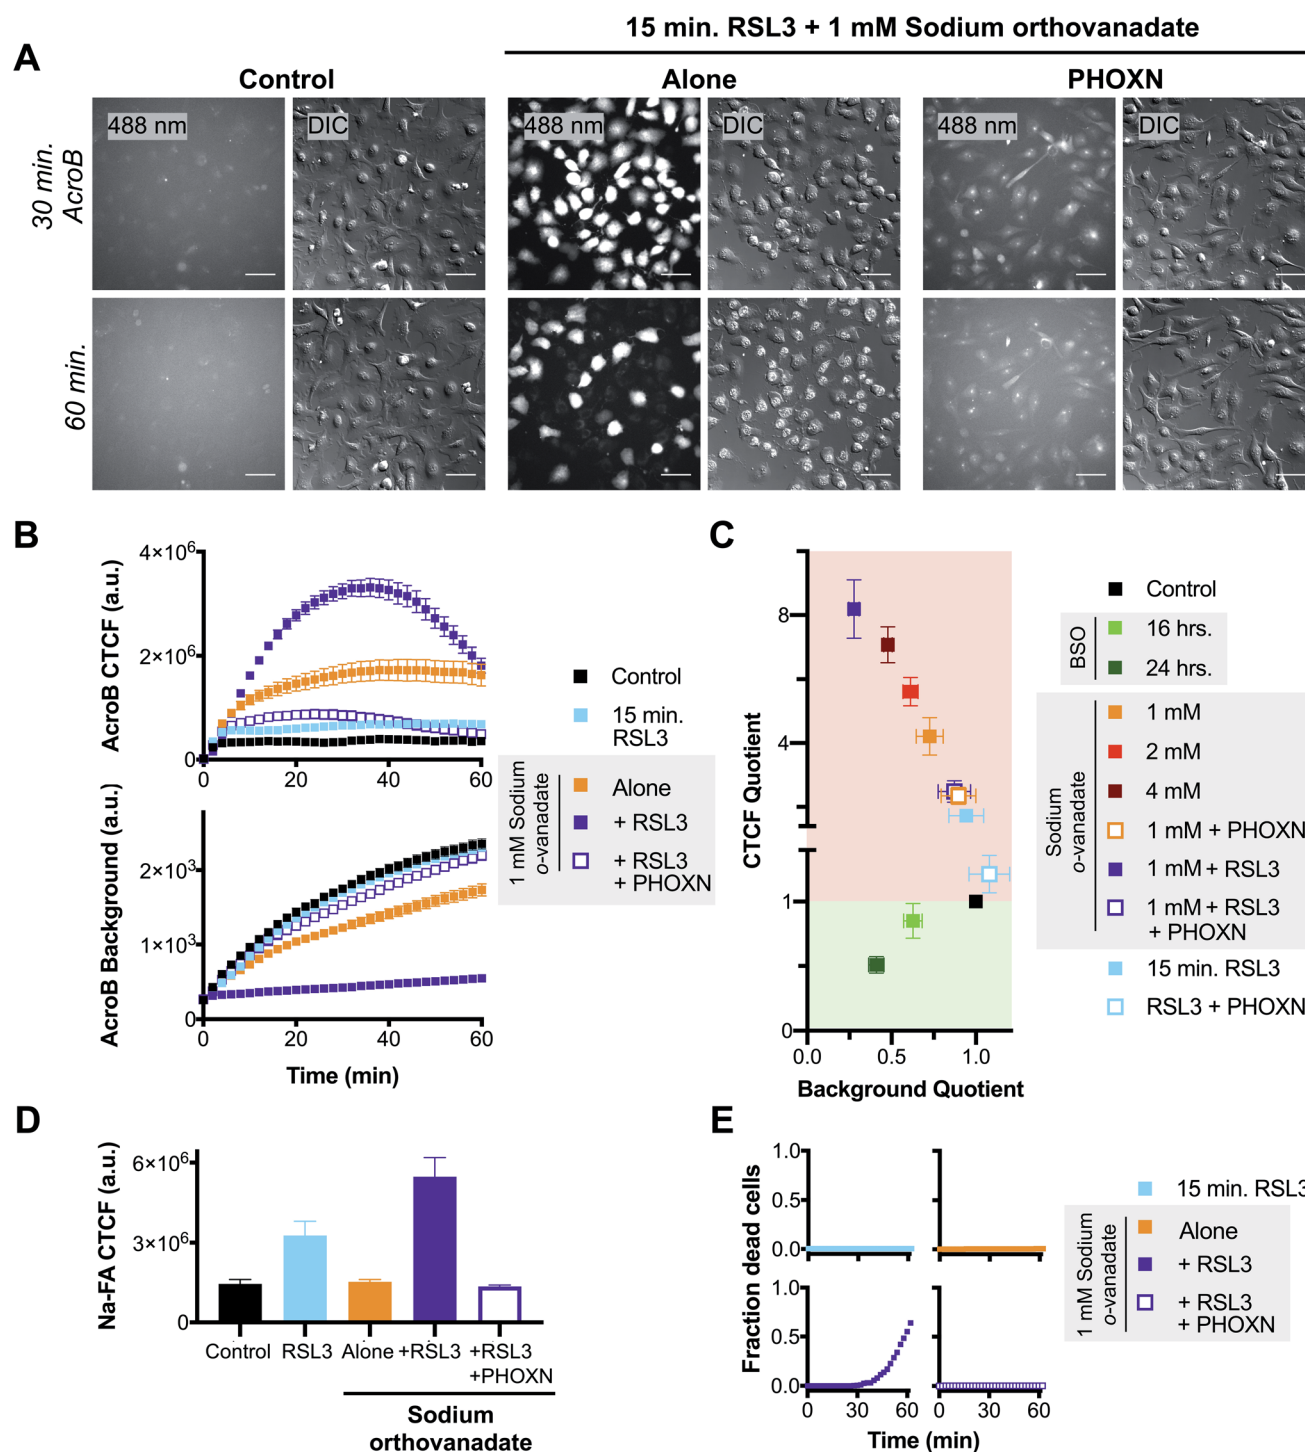 15 min. RSL3 + 1 mM Sodium orthovanadate
A
Control
Alone
PHOXN
488 nm
DIC
488 nm
DIC
488 nm
DIC
30 min.
AcroB
60 min.
B
AcroB CTCF (a.u.)
4×10⁶
2×10⁶
0
0
20
40
60
AcroB Background (a.u.)
2×10³
1×10³
0
0
20
40
60
Time (min)
Control
15 min.
RSL3
1 mM Sodium
o-vanadate
Alone
+ RSL3
+ RSL3
+ PHOXN
C
CTCF Quotient
8
4
1
0
0.0
0.5
1.0
Background Quotient
Control
BSO
16 hrs.
24 hrs.
Sodium
o-vanadate
1 mM
2 mM
4 mM
1 mM + PHOXN
1 mM + RSL3
1 mM + RSL3
+ PHOXN
15 min. RSL3
RSL3 + PHOXN
D
Na-FA CTCF (a.u.)
6×10⁶
3×10⁶
0
Control
RSL3
Alone
+RSL3
+RSL3
+PHOXN
Sodium
orthovanadate
E
Fraction dead cells
1.0
0.5
0.0
1.0
0.5
0.0
0
30
60
0
30
60
Time (min)
15 min. RSL3
1 mM Sodium
o-vanadate
Alone
+ RSL3
+ RSL3
+ PHOXN